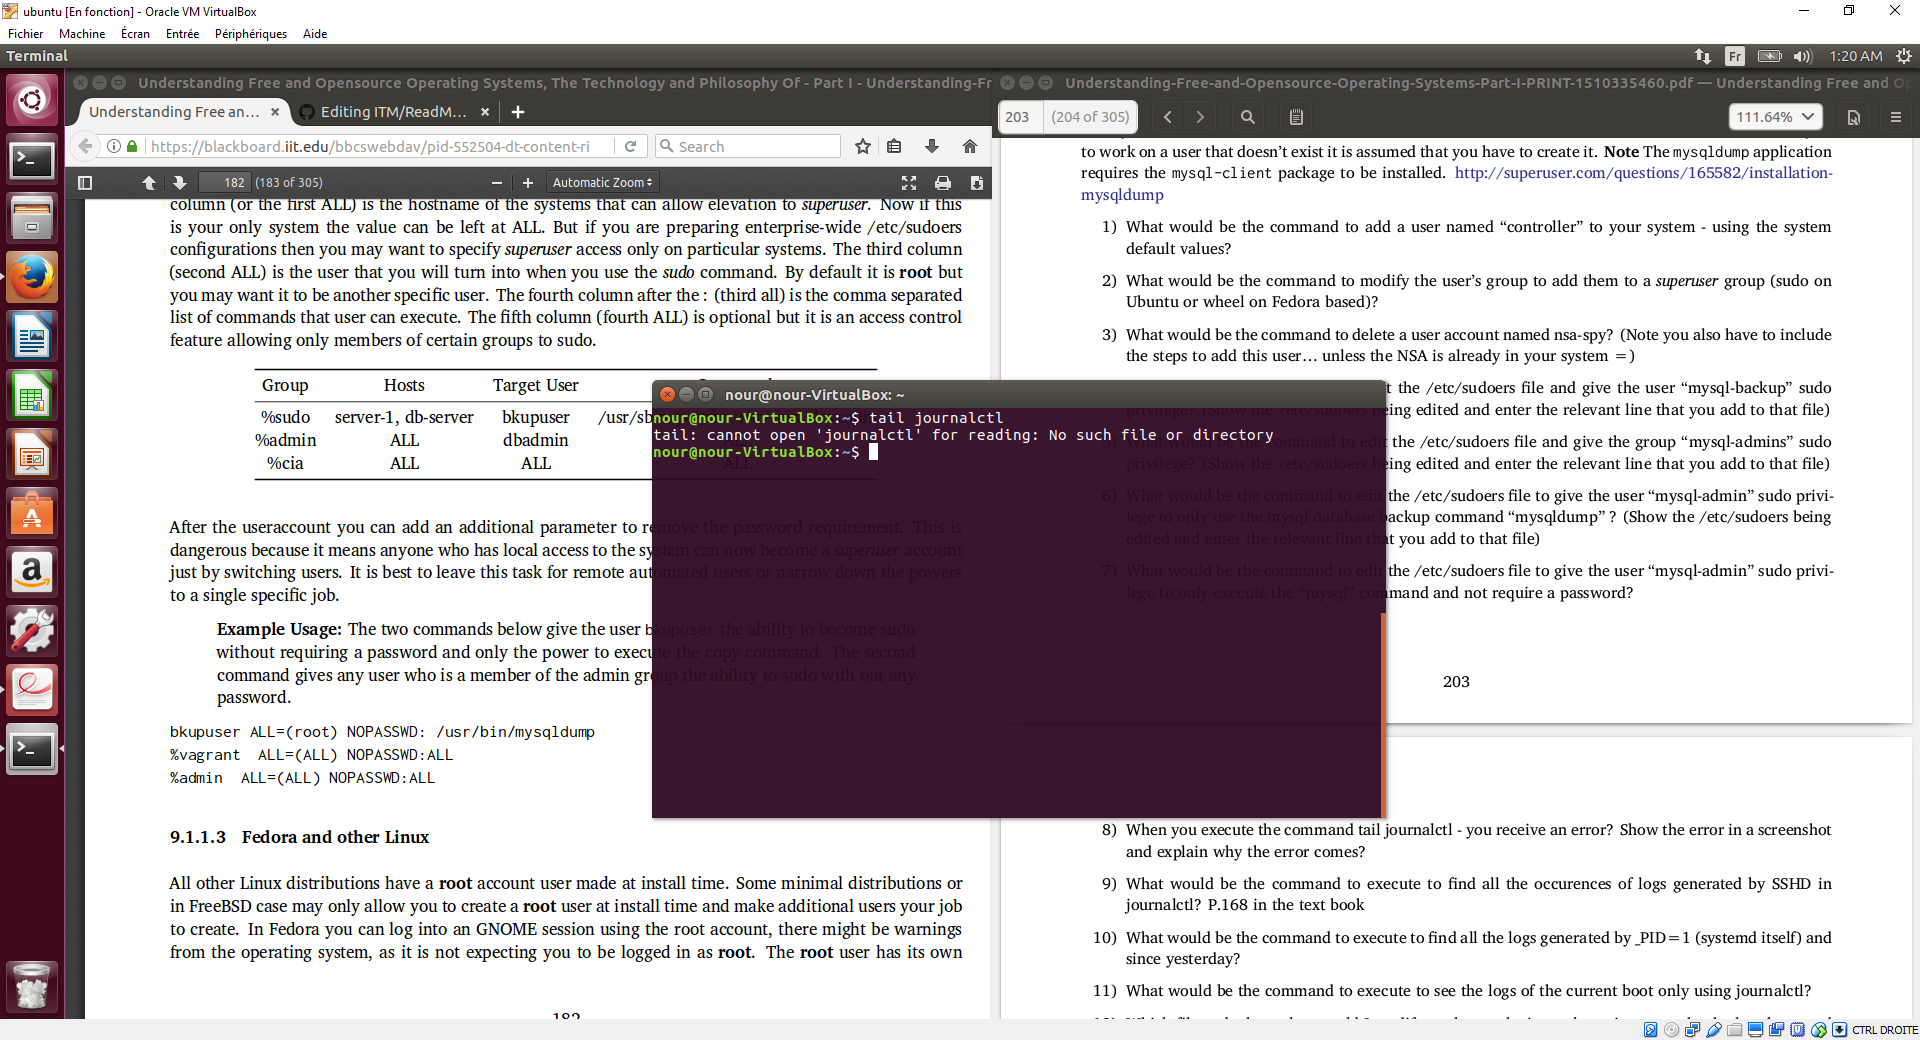 ubuntu [En fonction] - Oracle VM VirtualBox
Fichier Machine Écran Entrée Périphériques Aide
Terminal
Fr
1:20 AM
Understanding Free and Opensource Operating Systems, The Technology and Philosophy Of - Part I - Understanding-Fr
Understanding Free an...
Editing ITM/ReadM...
https://blackboard.iit.edu/bbcswebdav/pid-552504-dt-content-ri
Search
182 (183 of 305)
Automatic Zoom
column (or the first ALL) is the hostname of the systems that can allow elevation to superuser. Now if this
is your only system the value can be left at ALL. But if you are preparing enterprise-wide /etc/sudoers
configurations then you may want to specify superuser access only on particular systems. The third column
(second ALL) is the user that you will turn into when you use the sudo command. By default it is root but
you may want it to be another specific user. The fourth column after the : (third all) is the comma separated
list of commands that user can execute. The fifth column (fourth ALL) is optional but it is an access control
feature allowing only members of certain groups to sudo.
Group Hosts Target User
%sudo server-1, db-server bkupuser /usr/sb
%admin ALL dbadmin
%cia ALL ALL ALL
After the useraccount you can add an additional parameter to remove the password requirement. This is
dangerous because it means anyone who has local access to the system can now become a superuser account
just by switching users. It is best to leave this task for remote automated users or narrow down the powers
to a single specific job.
Example Usage: The two commands below give the user bkupuser the ability to become sudo
without requiring a password and only the power to execute the copy command. The second
command gives any user who is a member of the admin group the ability to sudo with out any
password.
bkupuser ALL=(root) NOPASSWD: /usr/bin/mysqldump
%vagrant ALL=(ALL) NOPASSWD:ALL
%admin ALL=(ALL) NOPASSWD:ALL
9.1.1.3 Fedora and other Linux
All other Linux distributions have a root account user made at install time. Some minimal distributions or
in FreeBSD case may only allow you to create a root user at install time and make additional users your job
to create. In Fedora you can log into an GNOME session using the root account, there might be warnings
from the operating system, as it is not expecting you to be logged in as root. The root user has its own
182
nour@nour-VirtualBox: ~
nour@nour-VirtualBox:~$ tail journalctl
tail: cannot open 'journalctl' for reading: No such file or directory
nour@nour-VirtualBox:~$
Understanding-Free-and-Opensource-Operating-Systems-Part-I-PRINT-1510335460.pdf — Understanding Free and Op
203 (204 of 305)
111.64%
to work on a user that doesn't exist it is assumed that you have to create it. Note The mysqldump application
requires the mysql-client package to be installed. http://superuser.com/questions/165582/installation-
mysqldump
1) What would be the command to add a user named “controller” to your system - using the system
default values?
2) What would be the command to modify the user's group to add them to a superuser group (sudo on
Ubuntu or wheel on Fedora based)?
3) What would be the command to delete a user account named nsa-spy? (Note you also have to include
the steps to add this user… unless the NSA is already in your system =)
t the /etc/sudoers file and give the user “mysql-backup” sudo
privilege? (Show the /etc/sudoers being edited and enter the relevant line that you add to that file)
command to edit the /etc/sudoers file and give the group “mysql-admins” sudo
privilege? (Show the /etc/sudoers being edited and enter the relevant line that you add to that file)
6) What would be the command to edit the /etc/sudoers file to give the user “mysql-admin” sudo privi-
lege to only use the mysql database backup command “mysqldump” ? (Show the /etc/sudoers being
edited and enter the relevant line that you add to that file)
7) What would be the command to edit the /etc/sudoers file to give the user “mysql-admin” sudo privi-
lege to only execute the “mysql” command and not require a password?
203
8) When you execute the command tail journalctl - you receive an error? Show the error in a screenshot
and explain why the error comes?
9) What would be the command to execute to find all the occurences of logs generated by SSHD in
journalctl? P.168 in the text book
10) What would be the command to execute to find all the logs generated by _PID=1 (systemd itself) and
since yesterday?
11) What would be the command to execute to see the logs of the current boot only using journalctl?
CTRL DROITE